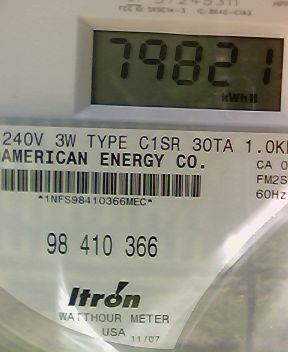 79821
kWh
240V 3W TYPE C1SR 30TA 1.0K
AMERICAN ENERGY CO.
CA 0
FM2S
60Hz
*1NFS98410366MEC*
98 410 366
Itrón
WATTHOUR METER
USA 11/07